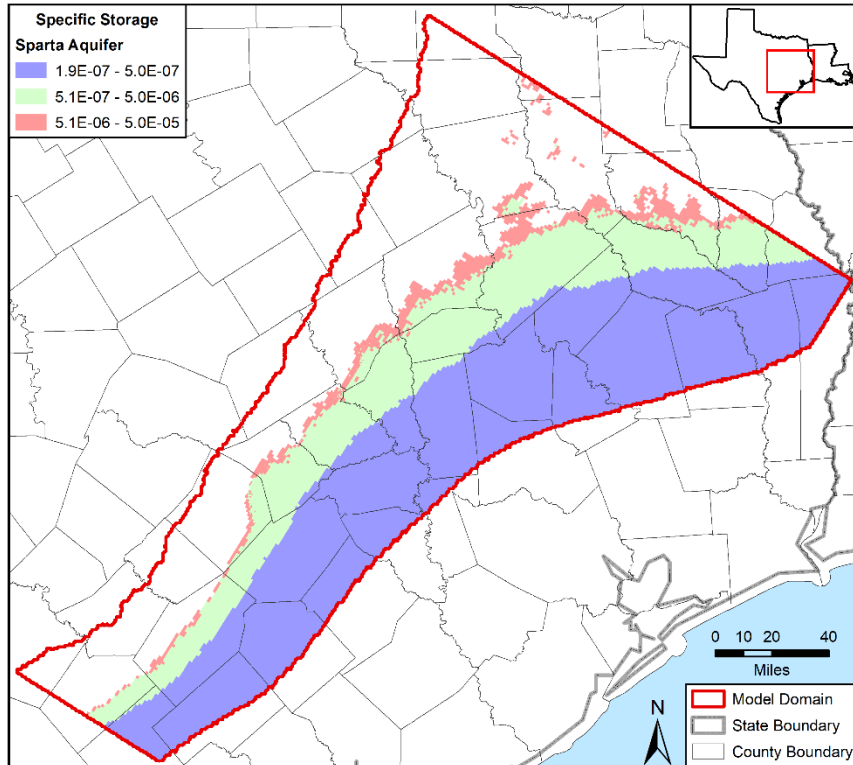 Specific Storage
Sparta Aquifer
1.9E-07 - 5.0E-07
5.1E-07 - 5.0E-06
5.1E-06 - 5.0E-05
0 10 20 40
Miles
N
Model Domain
State Boundary
County Boundary